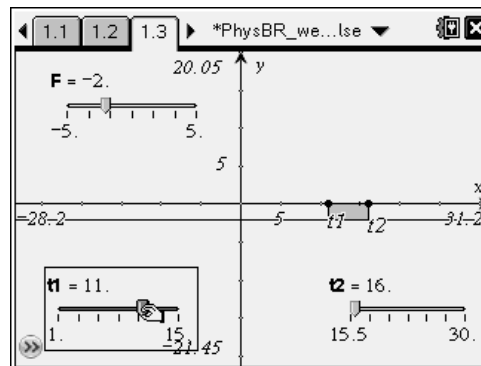 1.1 1.2 1.3 *PhysBR_we...lse
F = -2. 20.05 y
-5. 5.
5
x
-28.2 5 t1 t2 31.2
t1 = 11. t2 = 16.
1. 15. 15.5 30.
-21.45